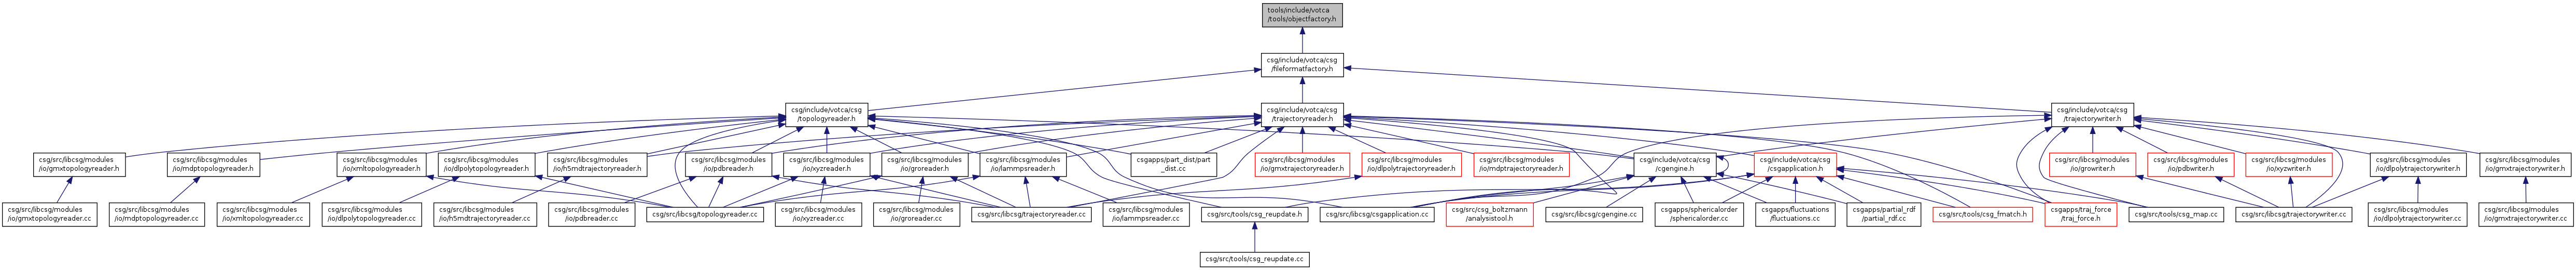 tools/include/votca
/tools/objectfactory.h
csg/include/votca/csg
/fileformatfactory.h
csg/include/votca/csg
/topologyreader.h
csg/include/votca/csg
/trajectoryreader.h
csg/include/votca/csg
/trajectorywriter.h
csg/src/libcsg/modules
/io/gmxtopologyreader.h
csg/src/libcsg/modules
/io/mdptopologyreader.h
csg/src/libcsg/modules
/io/xmltopologyreader.h
csg/src/libcsg/modules
/io/dlpolytopologyreader.h
csg/src/libcsg/modules
/io/h5mdtrajectoryreader.h
csg/src/libcsg/modules
/io/pdbreader.h
csg/src/libcsg/modules
/io/xyzreader.h
csg/src/libcsg/modules
/io/groreader.h
csg/src/libcsg/modules
/io/lammpsreader.h
csgapps/part_dist/part
_dist.cc
csg/src/libcsg/modules
/io/gmxtrajectoryreader.h
csg/src/libcsg/modules
/io/dlpolytrajectoryreader.h
csg/src/libcsg/modules
/io/mdptrajectoryreader.h
csg/include/votca/csg
/cgengine.h
csg/include/votca/csg
/csgapplication.h
csg/src/libcsg/modules
/io/growriter.h
csg/src/libcsg/modules
/io/pdbwriter.h
csg/src/libcsg/modules
/io/xyzwriter.h
csg/src/libcsg/modules
/io/dlpolytrajectorywriter.h
csg/src/libcsg/modules
/io/gmxtrajectorywriter.h
csg/src/libcsg/modules
/io/gmxtopologyreader.cc
csg/src/libcsg/modules
/io/mdptopologyreader.cc
csg/src/libcsg/modules
/io/xmltopologyreader.cc
csg/src/libcsg/modules
/io/dlpolytopologyreader.cc
csg/src/libcsg/modules
/io/h5mdtrajectoryreader.cc
csg/src/libcsg/modules
/io/pdbreader.cc
csg/src/libcsg/topologyreader.cc
csg/src/libcsg/modules
/io/xyzreader.cc
csg/src/libcsg/modules
/io/groreader.cc
csg/src/libcsg/trajectoryreader.cc
csg/src/libcsg/modules
/io/lammpsreader.cc
csg/src/tools/csg_reupdate.h
csg/src/libcsg/csgapplication.cc
csg/src/csg_boltzmann
/analysistool.h
csg/src/libcsg/cgengine.cc
csgapps/sphericalorder
/sphericalorder.cc
csgapps/fluctuations
/fluctuations.cc
csgapps/partial_rdf
/partial_rdf.cc
csg/src/tools/csg_fmatch.h
csgapps/traj_force
/traj_force.h
csg/src/tools/csg_map.cc
csg/src/libcsg/trajectorywriter.cc
csg/src/libcsg/modules
/io/dlpolytrajectorywriter.cc
csg/src/libcsg/modules
/io/gmxtrajectorywriter.cc
csg/src/tools/csg_reupdate.cc